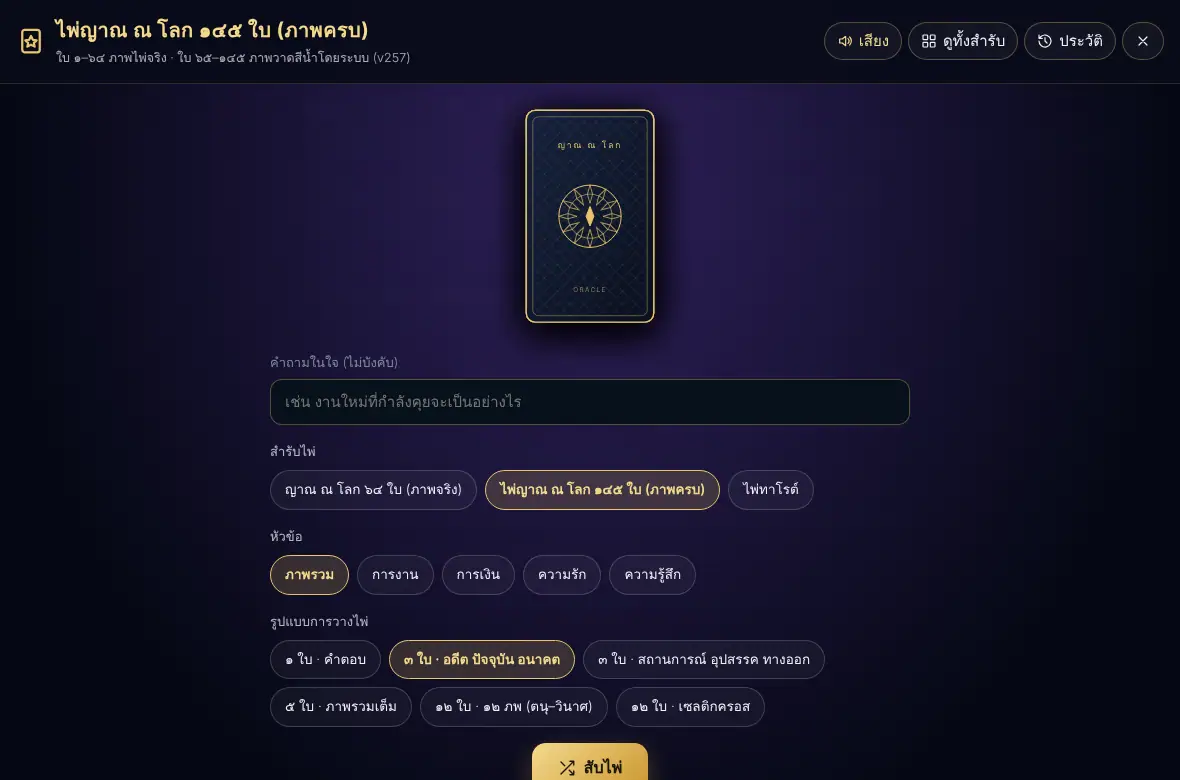 ไพ่ญาณ ณ โลก ๑๔๕ ใบ (ภาพครบ)
ใบ ๑–๖๔ ภาพไพ่จริง · ใบ ๖๕–๑๔๕ ภาพวาดสีน้ำโดยระบบ (v257)
เสียง
ดูทั้งสำรับ
ประวัติ
ญาณ ณ โลก
ORACLE
คำถามในใจ (ไม่บังคับ)
เช่น งานใหม่ที่กำลังคุยจะเป็นอย่างไร
สำรับไพ่
ญาณ ณ โลก ๖๔ ใบ (ภาพจริง)
ไพ่ญาณ ณ โลก ๑๔๕ ใบ (ภาพครบ)
ไพ่ทาโรต์
หัวข้อ
ภาพรวม
การงาน
การเงิน
ความรัก
ความรู้สึก
รูปแบบการวางไพ่
๑ ใบ · คำตอบ
๓ ใบ · อดีต ปัจจุบัน อนาคต
๓ ใบ · สถานการณ์ อุปสรรค ทางออก
๕ ใบ · ภาพรวมเต็ม
๑๒ ใบ · ๑๒ ภพ (ตนุ–วินาศ)
๑๒ ใบ · เซลติกครอส
สับไพ่